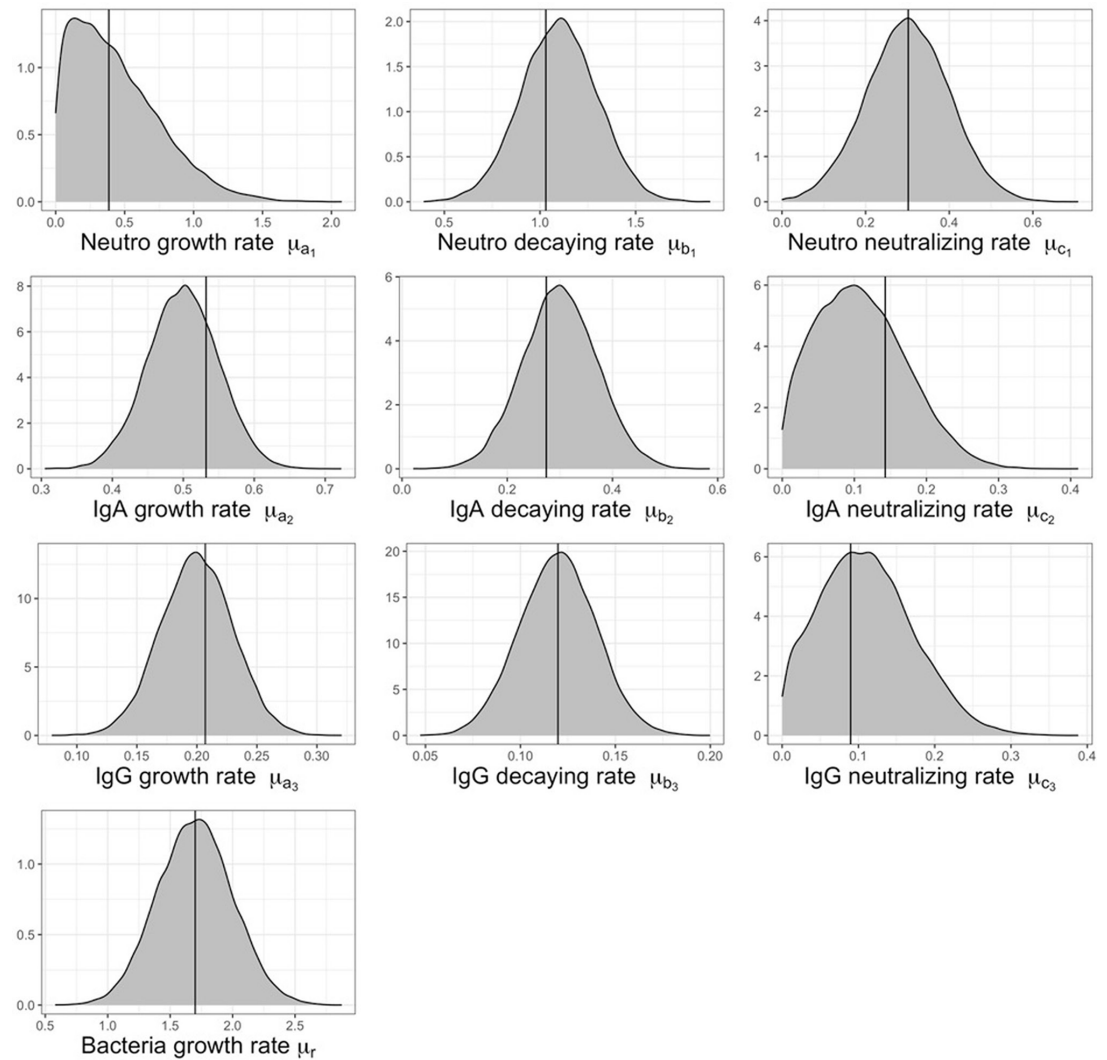 1.0
0.5
0.0
0.0 0.5 1.0 1.5 2.0
Neutro growth rate μa1
2.0
1.5
1.0
0.5
0.0
0.5 1.0 1.5
Neutro decaying rate μb1
4
3
2
1
0
0.0 0.2 0.4 0.6
Neutro neutralizing rate μc1
8
6
4
2
0
0.3 0.4 0.5 0.6 0.7
IgA growth rate μa2
6
4
2
0
0.0 0.2 0.4 0.6
IgA decaying rate μb2
6
4
2
0
0.0 0.1 0.2 0.3 0.4
IgA neutralizing rate μc2
10
5
0
0.10 0.15 0.20 0.25 0.30
IgG growth rate μa3
20
15
10
5
0
0.05 0.10 0.15 0.20
IgG decaying rate μb3
6
4
2
0
0.0 0.1 0.2 0.3 0.4
IgG neutralizing rate μc3
1.0
0.5
0.0
0.5 1.0 1.5 2.0 2.5
Bacteria growth rate μr